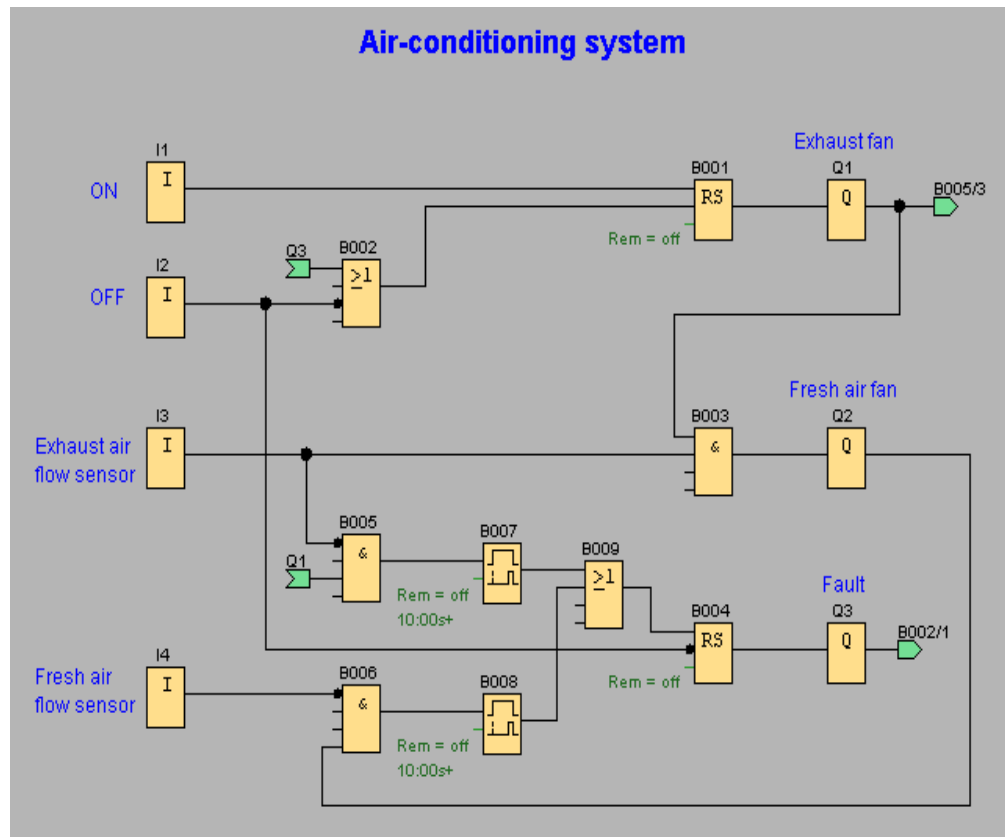 Air-conditioning system
I1
I
ON
B001
RS
Rem = off
Exhaust fan
Q1
Q
B005/3
Q3
B002
>1
I2
I
OFF
I3
I
Exhaust air
flow sensor
B003
&
Fresh air fan
Q2
Q
B005
&
Q1
B007
Rem = off
10:00s+
B009
>1
B004
RS
Rem = off
Fault
Q3
Q
B002/1
I4
I
Fresh air
flow sensor
B006
&
B008
Rem = off
10:00s+